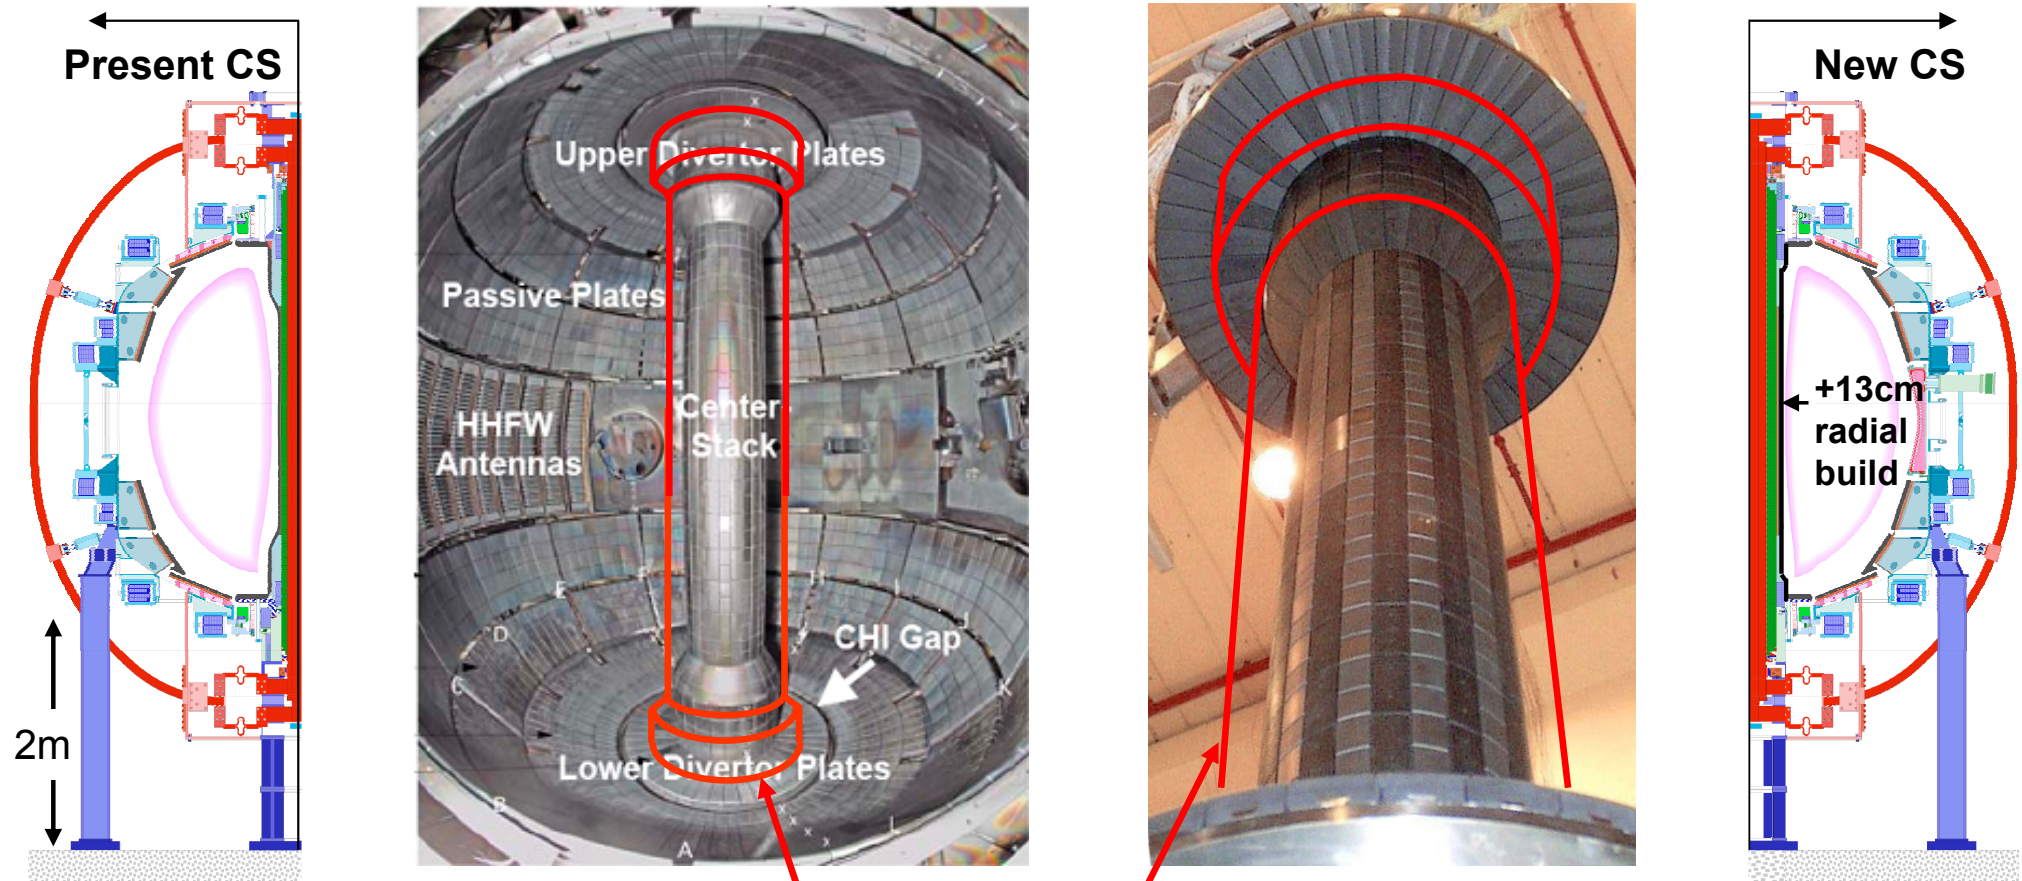 Present CS
2m
Upper Divertor Plates
Passive Plates
HHFW
Antennas
Center
Stack
CHI Gap
Lower Divertor Plates
A
B
C
D
E
F
H
I
J
K
L
New CS
+13cm
radial
build